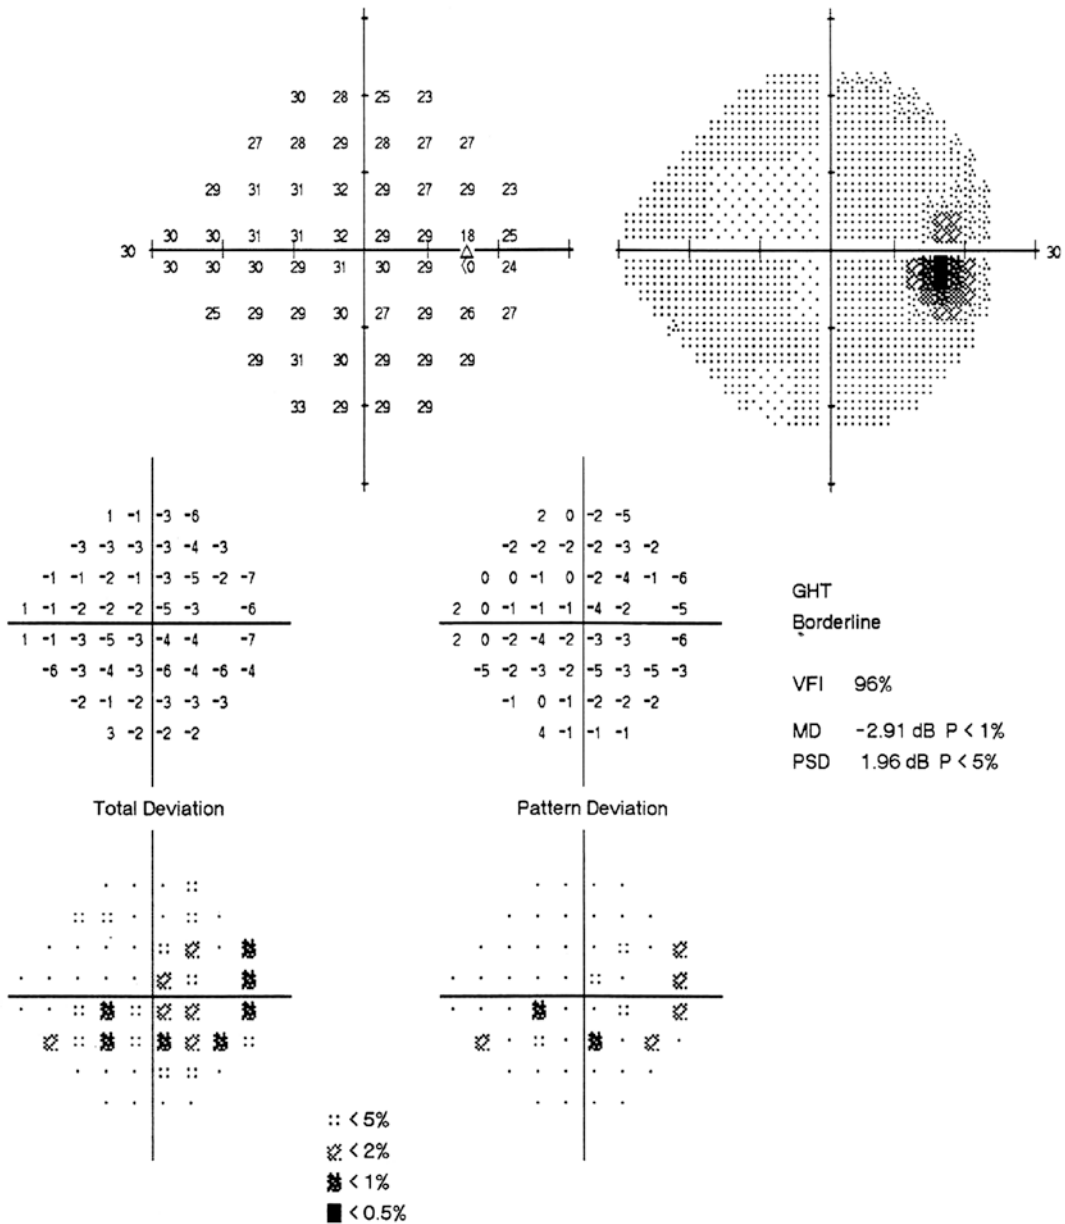 30 28 25 23
27 28 29 28 27 27
29 31 31 32 29 27 29 23
30 30 31 31 32 29 29 18 25
30 30
30 30 30 29 31 30 29 <0 24
25 29 29 30 27 29 26 27
29 31 30 29 29 29
33 29 29 29
1 -1 -3 -6
-3 -3 -3 -3 -4 -3
-1 -1 -2 -1 -3 -5 -2 -7
1 -1 -2 -2 -2 -5 -3 -6
1 -1 -3 -5 -3 -4 -4 -7
-6 -3 -4 -3 -6 -4 -6 -4
-2 -1 -2 -3 -3 -3
3 -2 -2 -2
Total Deviation
2 0 -2 -5
-2 -2 -2 -2 -3 -2
0 0 -1 0 -2 -4 -1 -6
2 0 -1 -1 -1 -4 -2 -5
2 0 -2 -4 -2 -3 -3 -6
-5 -2 -3 -2 -5 -3 -5 -3
-1 0 -1 -2 -2 -2
4 -1 -1 -1
Pattern Deviation
GHT
Borderline
VFI 96%
MD -2.91 dB P < 1%
PSD 1.96 dB P < 5%
< 5%
< 2%
< 1%
< 0.5%